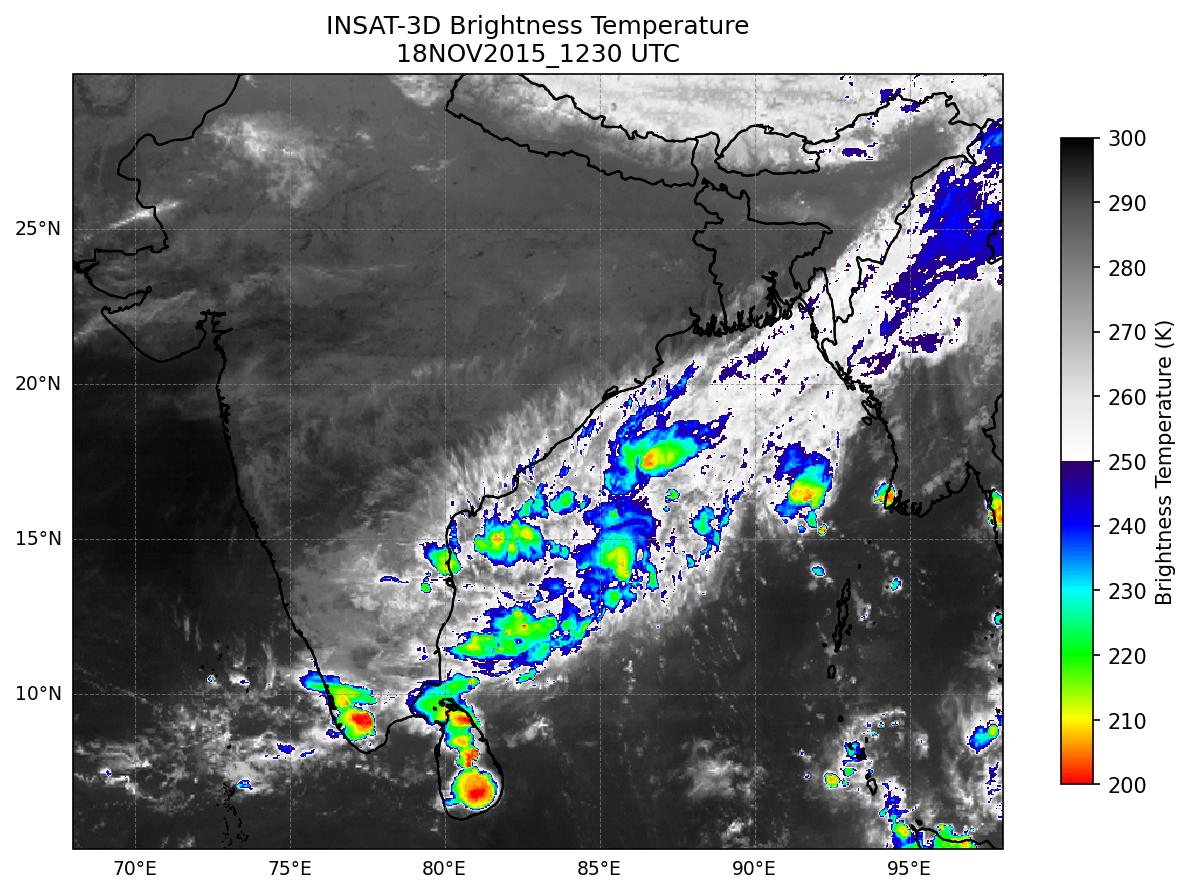 INSAT-3D Brightness Temperature
18NOV2015_1230 UTC
25°N
20°N
15°N
10°N
70°E
75°E
80°E
85°E
90°E
95°E
300
290
280
270
260
250
240
230
220
210
200
Brightness Temperature (K)